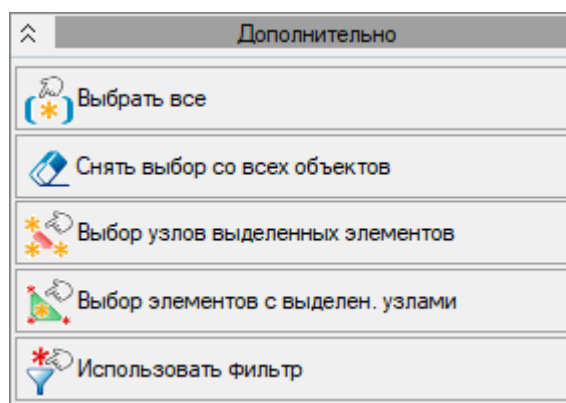 Дополнительно
Выбрать все
Снять выбор со всех объектов
Выбор узлов выделенных элементов
Выбор элементов с выделен. узлами
Использовать фильтр